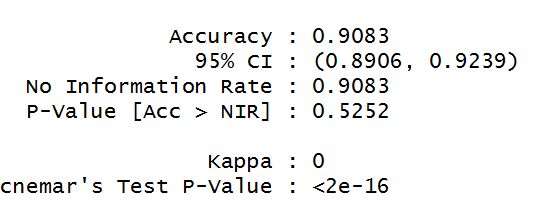 Accuracy : 0.9083
95% CI : (0.8906, 0.9239)
No Information Rate : 0.9083
P-Value [Acc > NIR] : 0.5252
Kappa : 0
cnemar's Test P-Value : <2e-16